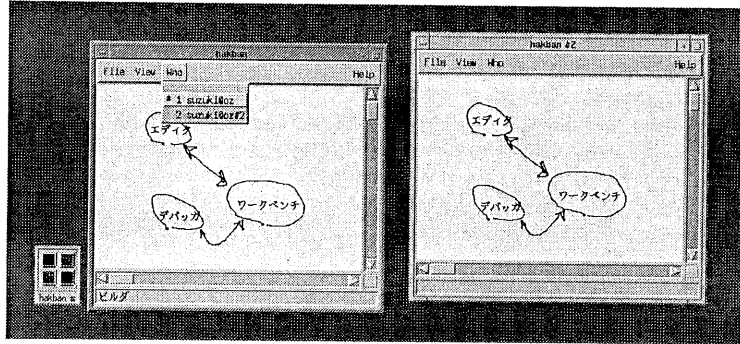 hakban
File View Who Help
* 1 suzuki@oz
2 suzuki@oz#2
エディタ
ワークベンチ
デバッガ
ビルダ
hakban #2
File View Who Help
エディタ
ワークベンチ
デバッガ
hakban